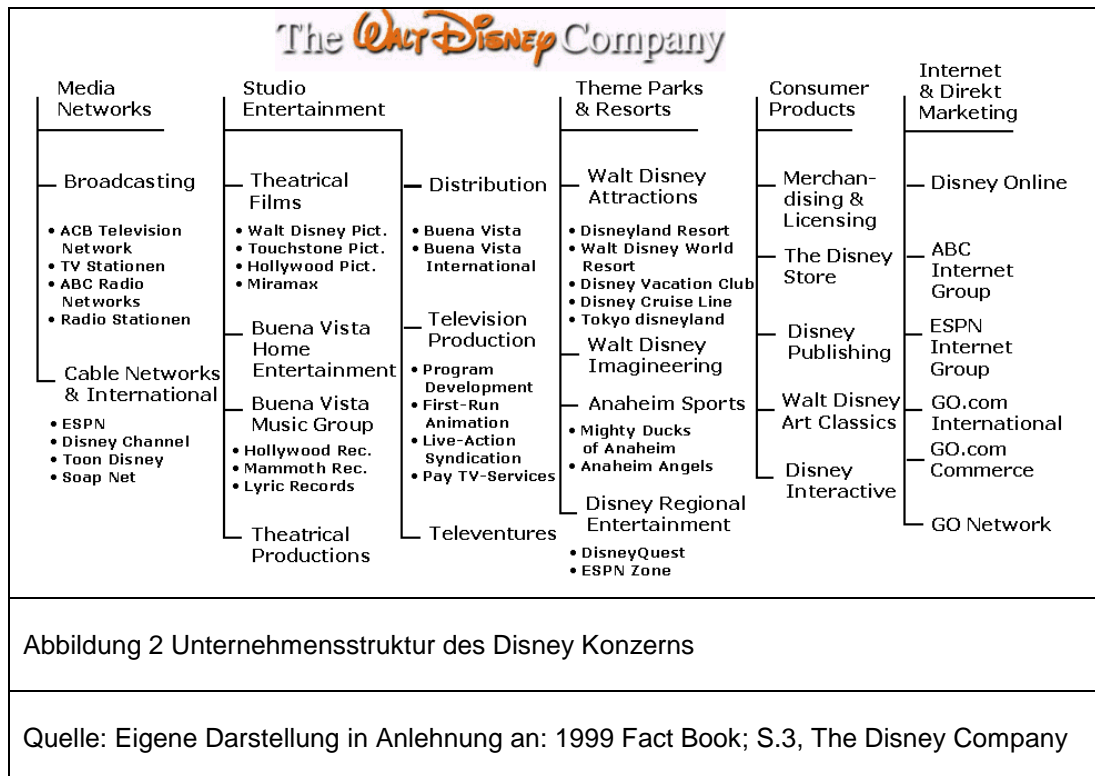 The Walt Disney Company
Media
Networks
Broadcasting
• ACB Television
Network
• TV Stationen
• ABC Radio
Networks
• Radio Stationen
Cable Networks
& International
• ESPN
• Disney Channel
• Toon Disney
• Soap Net
Studio
Entertainment
Theatrical
Films
• Walt Disney Pict.
• Touchstone Pict.
• Hollywood Pict.
• Miramax
Buena Vista
Home
Entertainment
Buena Vista
Music Group
• Hollywood Rec.
• Mammoth Rec.
• Lyric Records
Theatrical
Productions
Distribution
• Buena Vista
• Buena Vista
International
Television
Production
• Program
Development
• First-Run
Animation
• Live-Action
Syndication
• Pay TV-Services
Televentures
Theme Parks
& Resorts
Walt Disney
Attractions
• Disneyland Resort
• Walt Disney World
Resort
• Disney Vacation Club
• Disney Cruise Line
• Tokyo disneyland
Walt Disney
Imagineering
Anaheim Sports
• Mighty Ducks
of Anaheim
• Anaheim Angels
Disney Regional
Entertainment
• DisneyQuest
• ESPN Zone
Consumer
Products
Merchan-
dising &
Licensing
The Disney
Store
Disney
Publishing
Walt Disney
Art Classics
Disney
Interactive
Internet
& Direkt
Marketing
Disney Online
ABC
Internet
Group
ESPN
Internet
Group
GO.com
International
GO.com
Commerce
GO Network
Abbildung 2 Unternehmensstruktur des Disney Konzerns
Quelle: Eigene Darstellung in Anlehnung an: 1999 Fact Book; S.3, The Disney Company